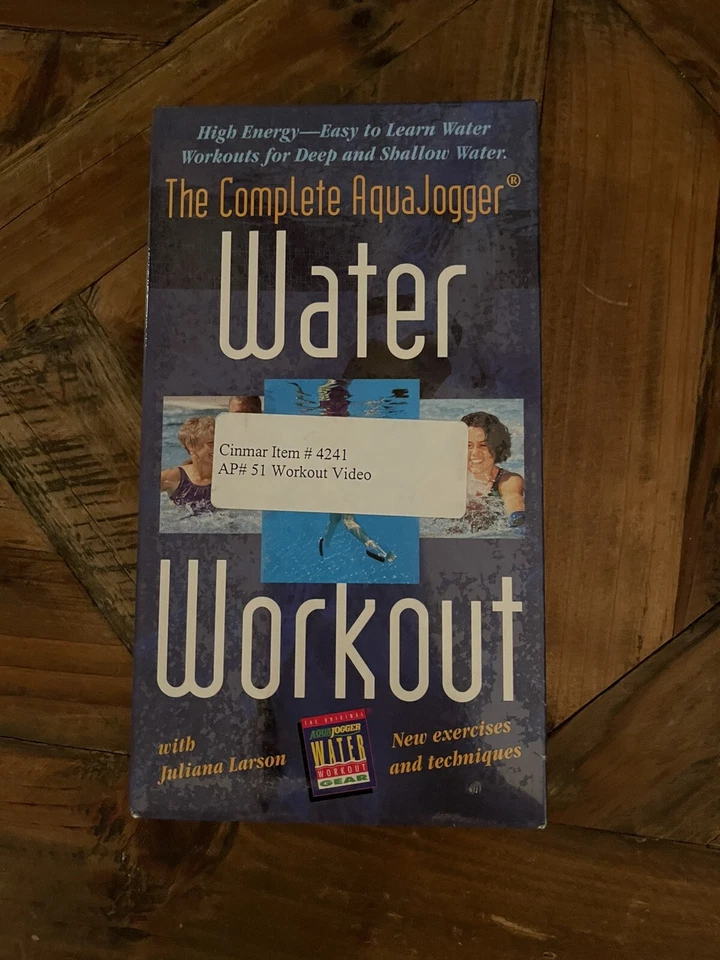 High Energy—Easy to Learn Water
Workouts for Deep and Shallow Water.
The Complete AquaJogger®
Water
Cinmar Item # 4241
AP# 51 Workout Video
Workout
with
Juliana Larson
THE ORIGINAL
AQUAJOGGER®
WATER
WORKOUT
GEAR
New exercises
and techniques